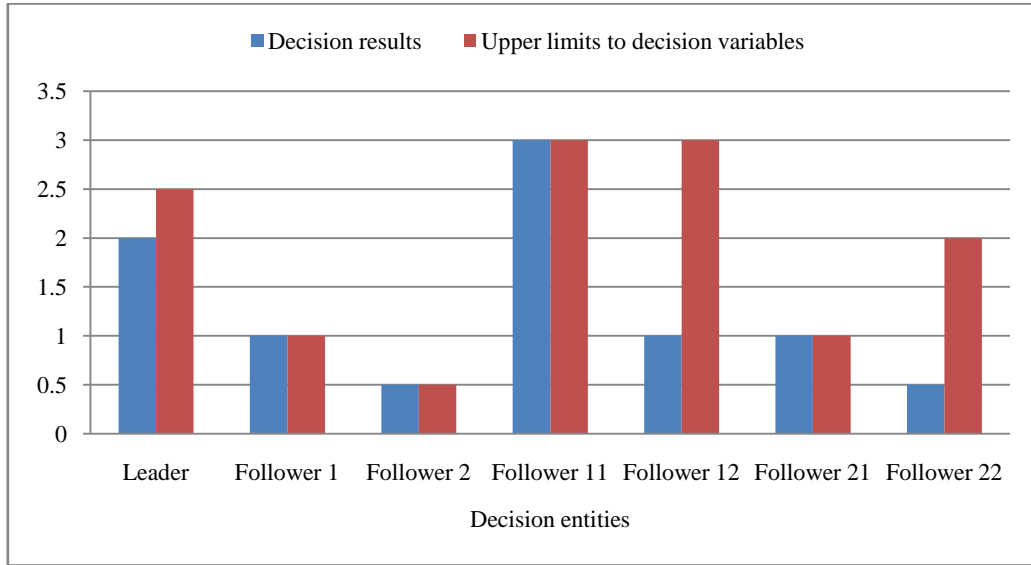 Decision results Upper limits to decision variables
3.5
3
2.5
2
1.5
1
0.5
0
Leader Follower 1 Follower 2 Follower 11 Follower 12 Follower 21 Follower 22
Decision entities